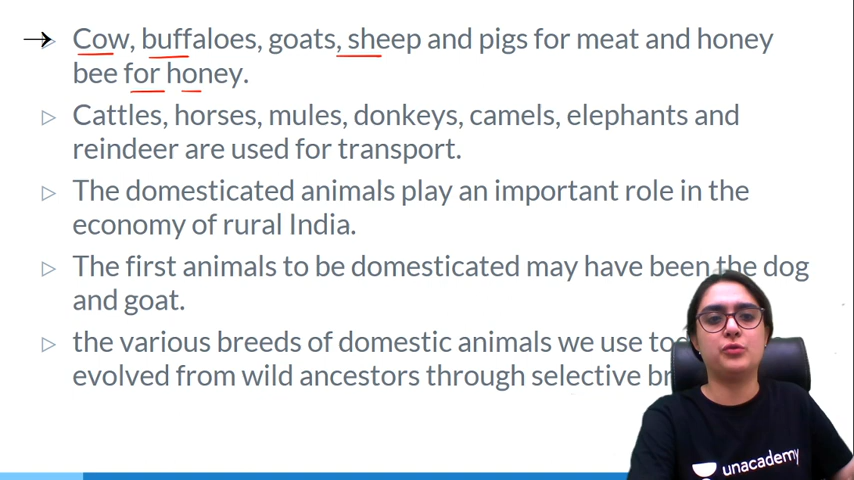 Cow, buffaloes, goats, sheep and pigs for meat and honey
bee for honey.
Cattles, horses, mules, donkeys, camels, elephants and
reindeer are used for transport.
The domesticated animals play an important role in the
economy of rural India.
The first animals to be domesticated may have been the dog
and goat.
the various breeds of domestic animals we use
evolved from wild ancestors through selective
unacademy